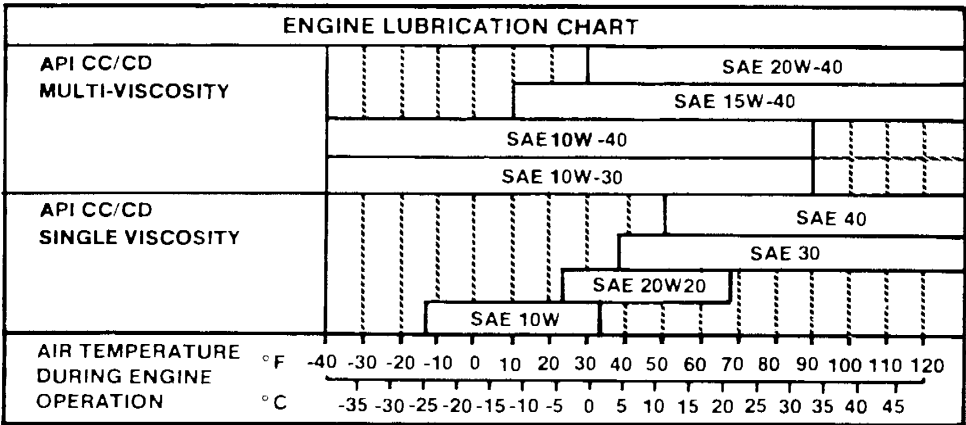 ENGINE LUBRICATION CHART
API CC/CD
MULTI-VISCOSITY
SAE 20W-40
SAE 15W-40
SAE 10W-40
SAE 10W-30
API CC/CD
SINGLE VISCOSITY
SAE 40
SAE 30
SAE 20W20
SAE 10W
AIR TEMPERATURE
DURING ENGINE
OPERATION
°F -40 -30 -20 -10 0 10 20 30 40 50 60 70 80 90 100 110 120
°C -35 -30 -25 -20 -15 -10 -5 0 5 10 15 20 25 30 35 40 45